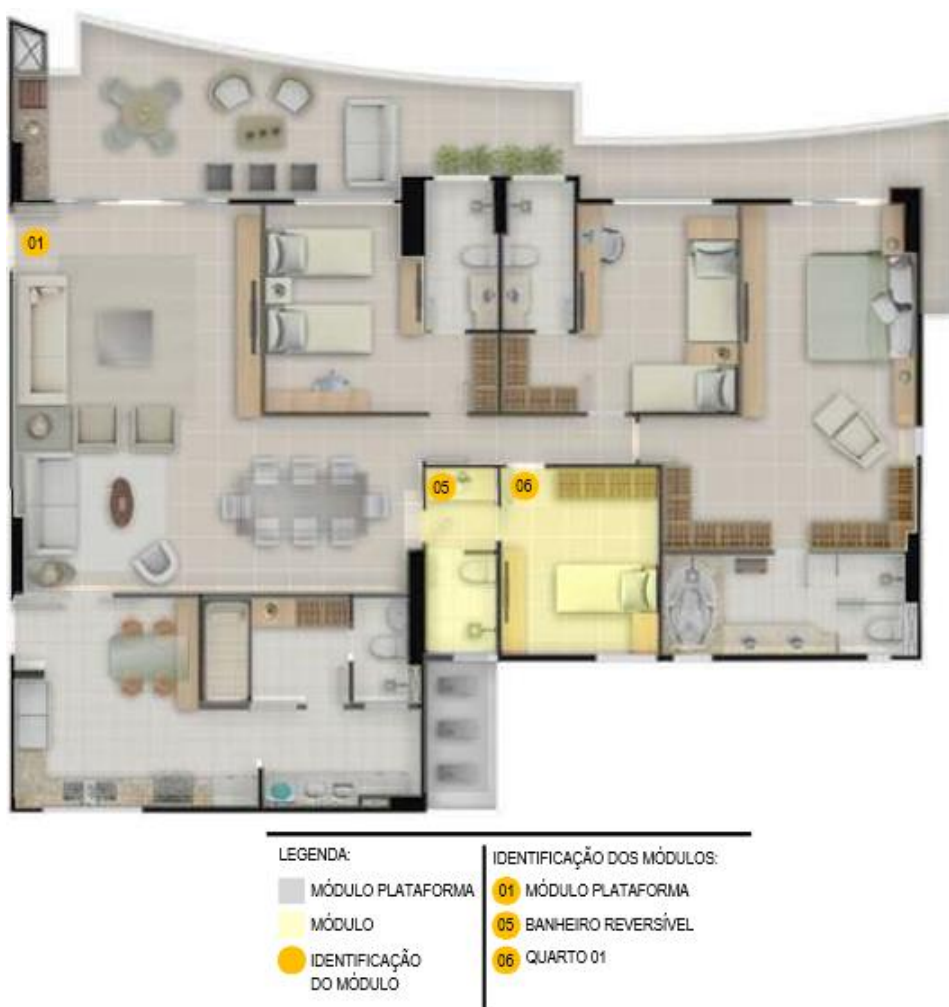 01
05
06
LEGENDA:
MÓDULO PLATAFORMA
MÓDULO
IDENTIFICAÇÃO
DO MÓDULO
IDENTIFICAÇÃO DOS MÓDULOS:
01 MÓDULO PLATAFORMA
05 BANHEIRO REVERSÍVEL
06 QUARTO 01